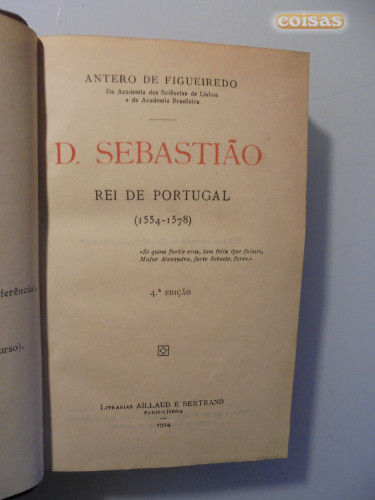 coisas
ANTERO DE FIGUEIREDO
Da Academia das Sciências de Lisboa
e da Academia Brasileira
D. SEBASTIÃO
REI DE PORTUGAL
(1554-1578)
«Si quam fortis eras, tam felix ipse fuisses,
Major Alexandro, forte Sebaste, fores.»
4.ª EDIÇÃO
ferência).
urso).
LIVRARIAS AILLAUD E BERTRAND
PARIS-LISBOA
1924